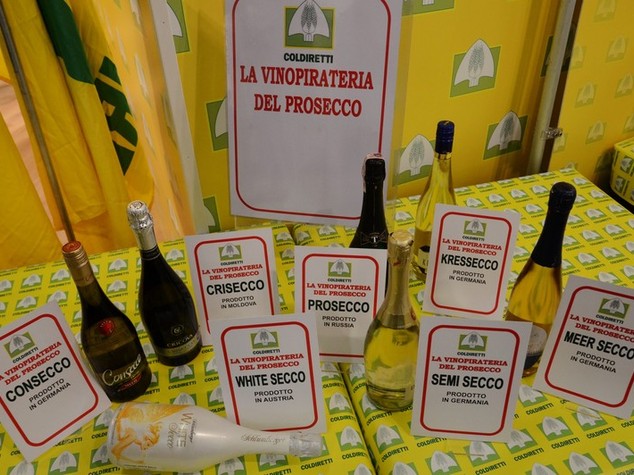 COLDIRETTI
LA VINOPIRATERIA
DEL PROSECCO
COLDIRETTI
LA VINOPIRATERIA
DEL PROSECCO
CONSECCO
PRODOTTO
IN GERMANIA
COLDIRETTI
LA VINOPIRATERIA
DEL PROSECCO
CRISECCO
PRODOTTO
IN MOLDOVA
COLDIRETTI
LA VINOPIRATERIA
DEL PROSECCO
WHITE SECCO
PRODOTTO
IN AUSTRIA
COLDIRETTI
LA VINOPIRATERIA
DEL PROSECCO
PROSECCO
PRODOTTO
IN RUSSIA
COLDIRETTI
LA VINOPIRATERIA
DEL PROSECCO
KRESSECCO
PRODOTTO
IN GERMANIA
COLDIRETTI
LA VINOPIRATERIA
DEL PROSECCO
SEMI SECCO
PRODOTTO
IN GERMANIA
COLDIRETTI
LA VINOPIRATERIA
DEL PROSECCO
MEER SECCO
PRODOTTO
IN GERMANIA
Consecco